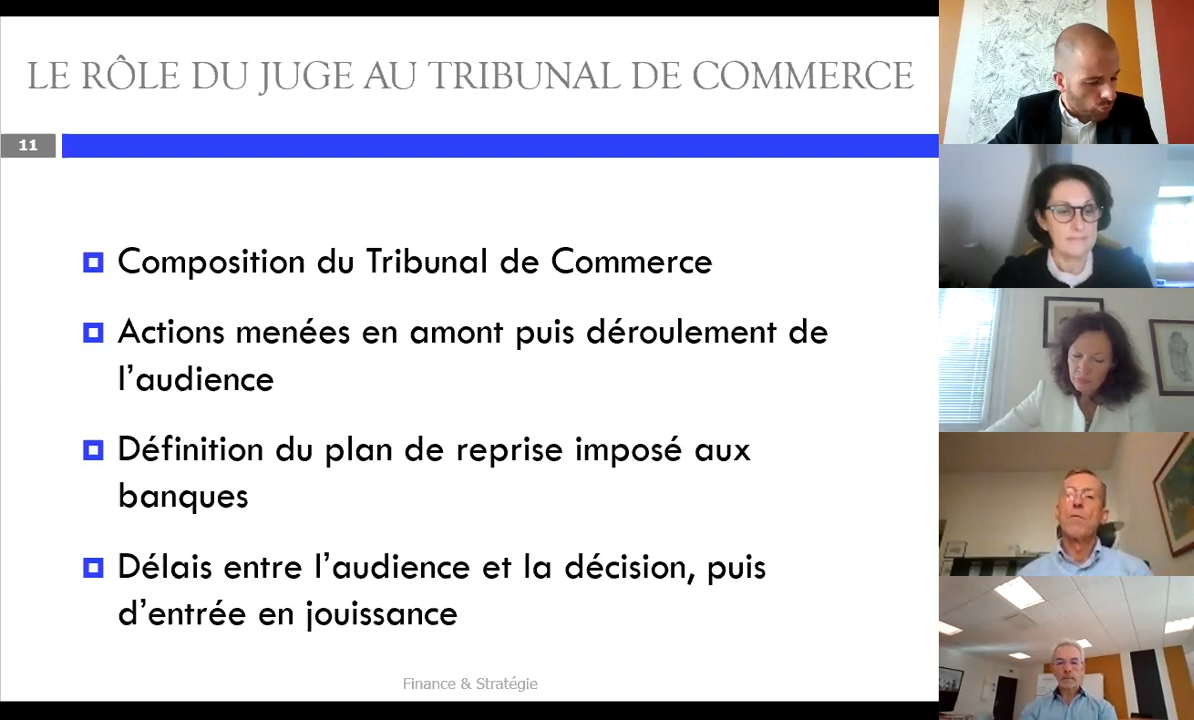 LE RÔLE DU JUGE AU TRIBUNAL DE COMMERCE
11
Composition du Tribunal de Commerce
Actions menées en amont puis déroulement de
l’audience
Définition du plan de reprise imposé aux
banques
Délais entre l’audience et la décision, puis
d’entrée en jouissance
Finance & Stratégie